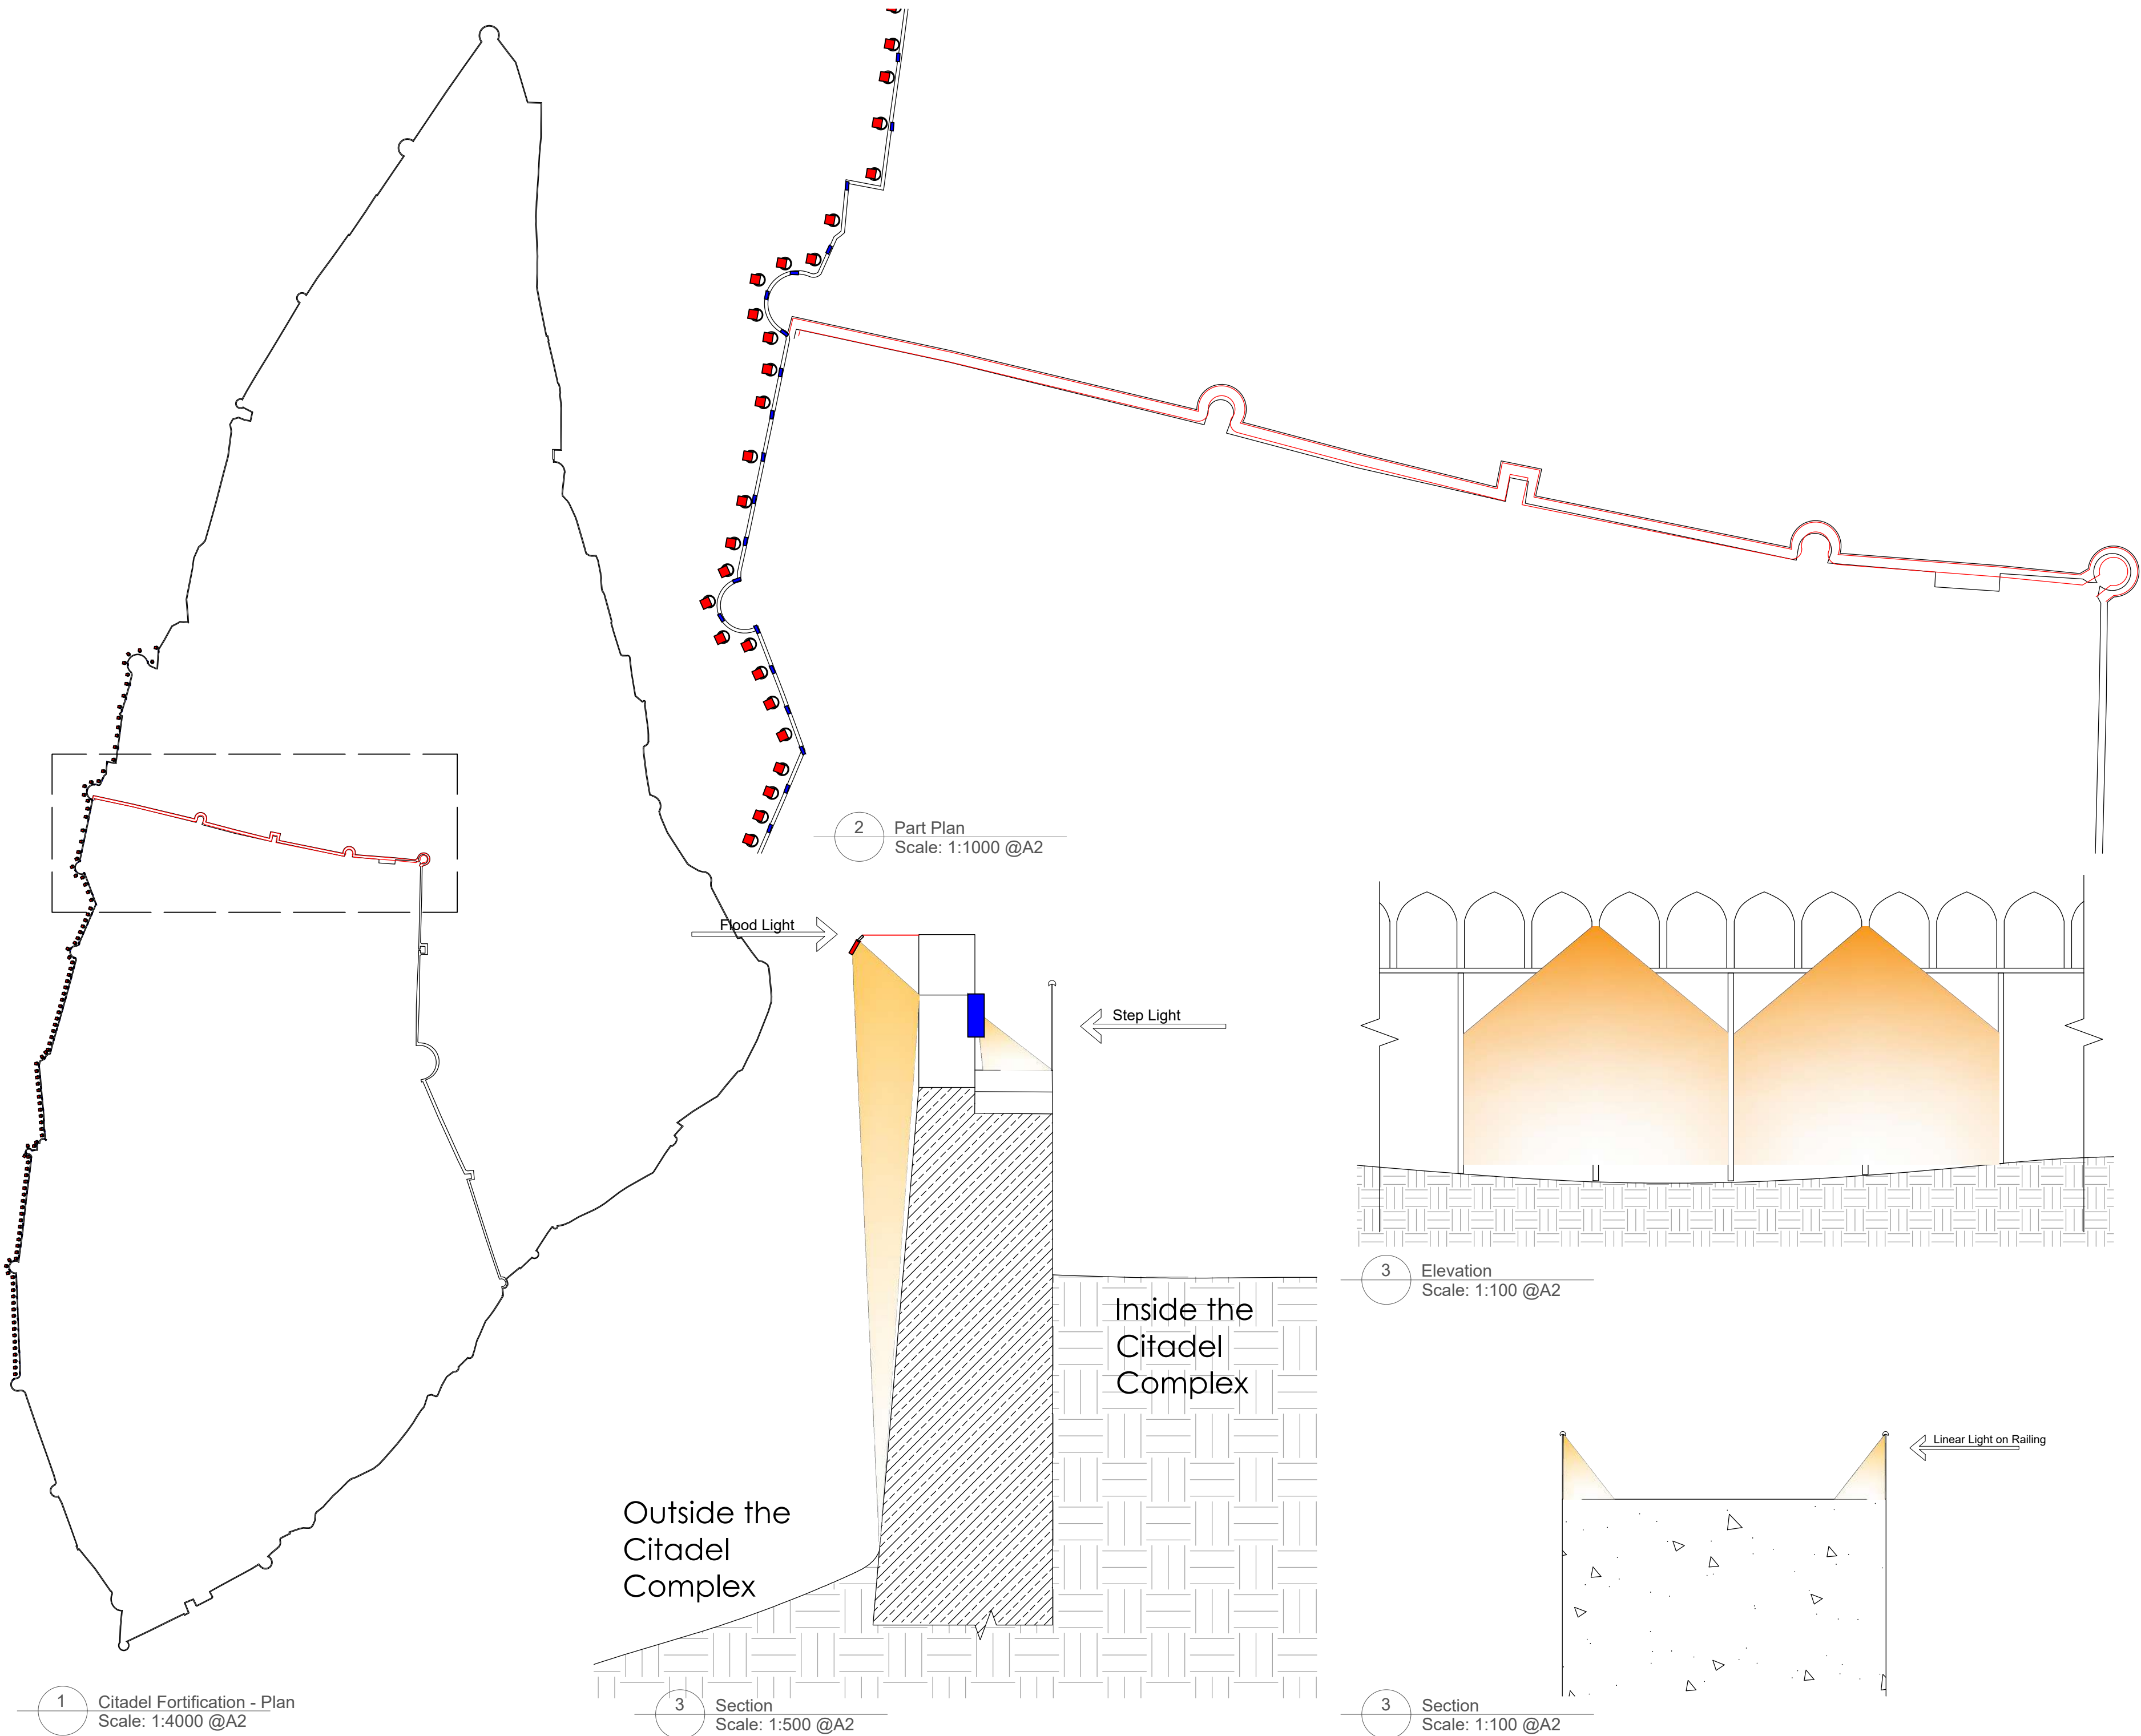 2
Part Plan
Scale: 1:1000 @A2
Flood Light
Step Light
3
Elevation
Scale: 1:100 @A2
Inside the
Citadel
Complex
Linear Light on Railing
Outside the
Citadel
Complex
1
Citadel Fortification - Plan
Scale: 1:4000 @A2
3
Section
Scale: 1:500 @A2
3
Section
Scale: 1:100 @A2